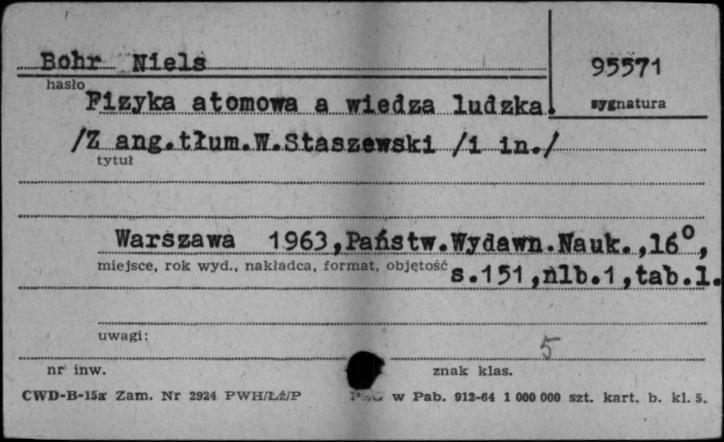 Bohr Niels
95571
hasło
sygnatura
Fizyka atomowa a wiedza ludzka.
/Z ang.tłum.W.Staszewski /i in./
tytuł
Warszawa 1963,Państw.Wydawn.Nauk.,16°,
miejsce, rok wyd., nakładca, format, objętość
s.151,nlb.1,tab.1.
uwagi:
5
nr inw.
znak klas.
CWD-B-15a Zam. Nr 2924 PWH/Łź/P
w Pab. 912-64 1 000 000 szt. kart. b. kl. 5.